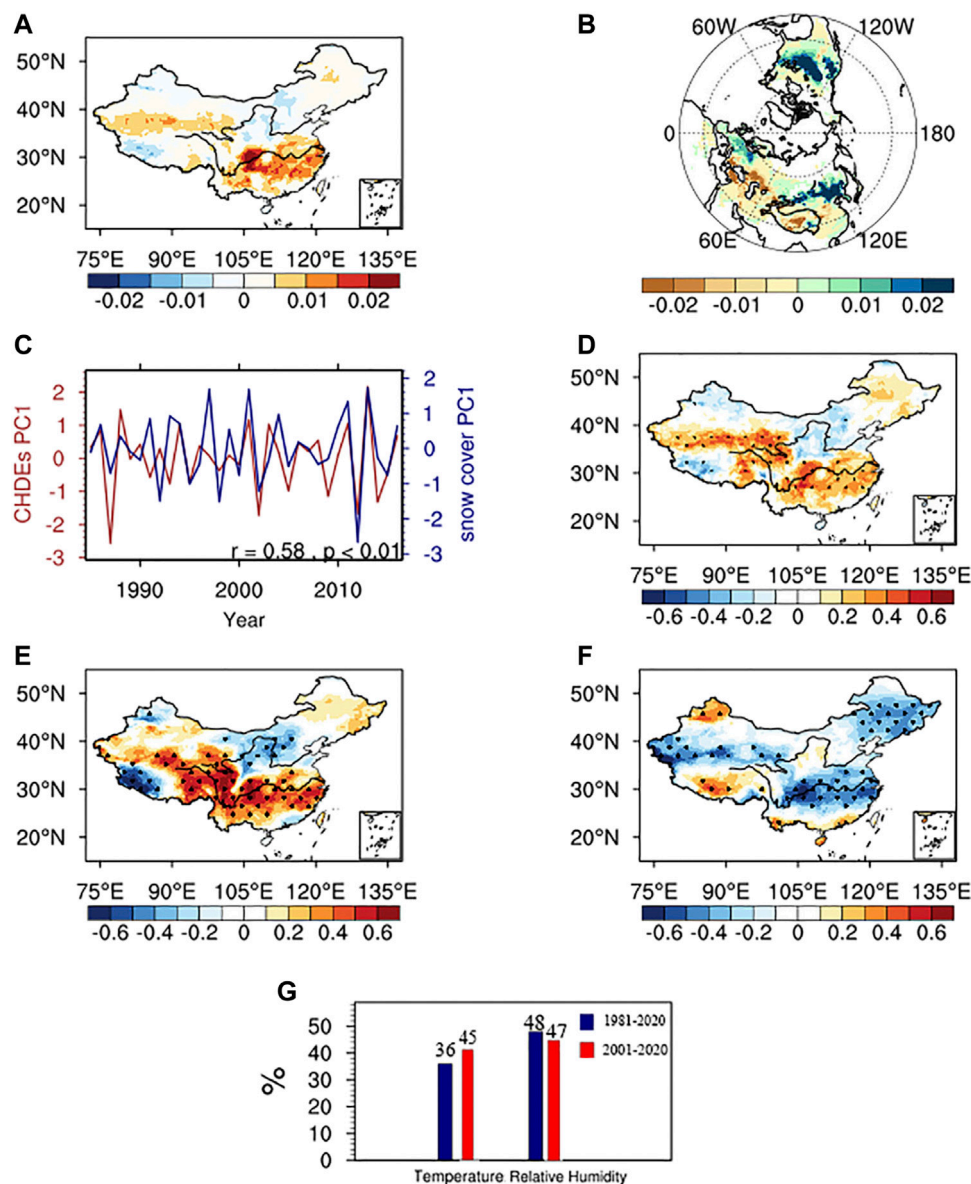 A
50°N
40°N
30°N
20°N
75°E 90°E 105°E 120°E 135°E
-0.02 -0.01 0 0.01 0.02
B
60W 120W
0 180
60E 120E
-0.02 -0.01 0 0.01 0.02
C
2
1
0
-1
-2
-3
CHDEs PC1
2
1
0
-1
-2
-3
snow cover PC1
r = 0.58 , p < 0.01
1990 2000 2010
Year
D
50°N
40°N
30°N
20°N
75°E 90°E 105°E 120°E 135°E
-0.6 -0.4 -0.2 0 0.2 0.4 0.6
E
50°N
40°N
30°N
20°N
75°E 90°E 105°E 120°E 135°E
-0.6 -0.4 -0.2 0 0.2 0.4 0.6
F
50°N
40°N
30°N
20°N
75°E 90°E 105°E 120°E 135°E
-0.6 -0.4 -0.2 0 0.2 0.4 0.6
G
50
40
30
20
10
0
%
36 45 48 47
1981-2020
2001-2020
Temperature Relative Humidity